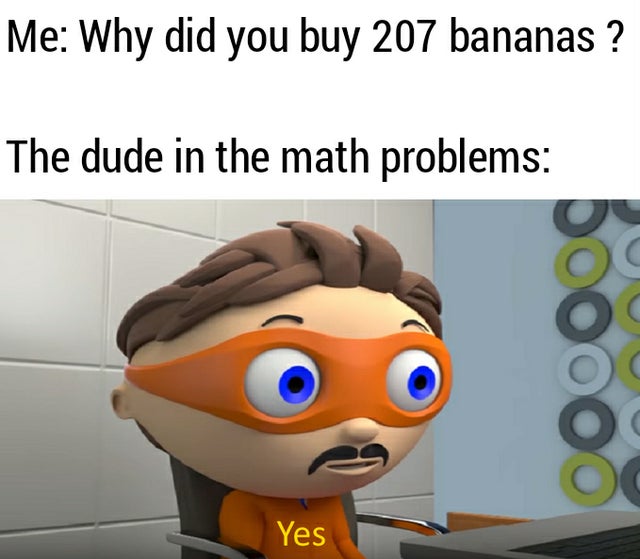 Me: Why did you buy 207 bananas ?
The dude in the math problems:
Yes